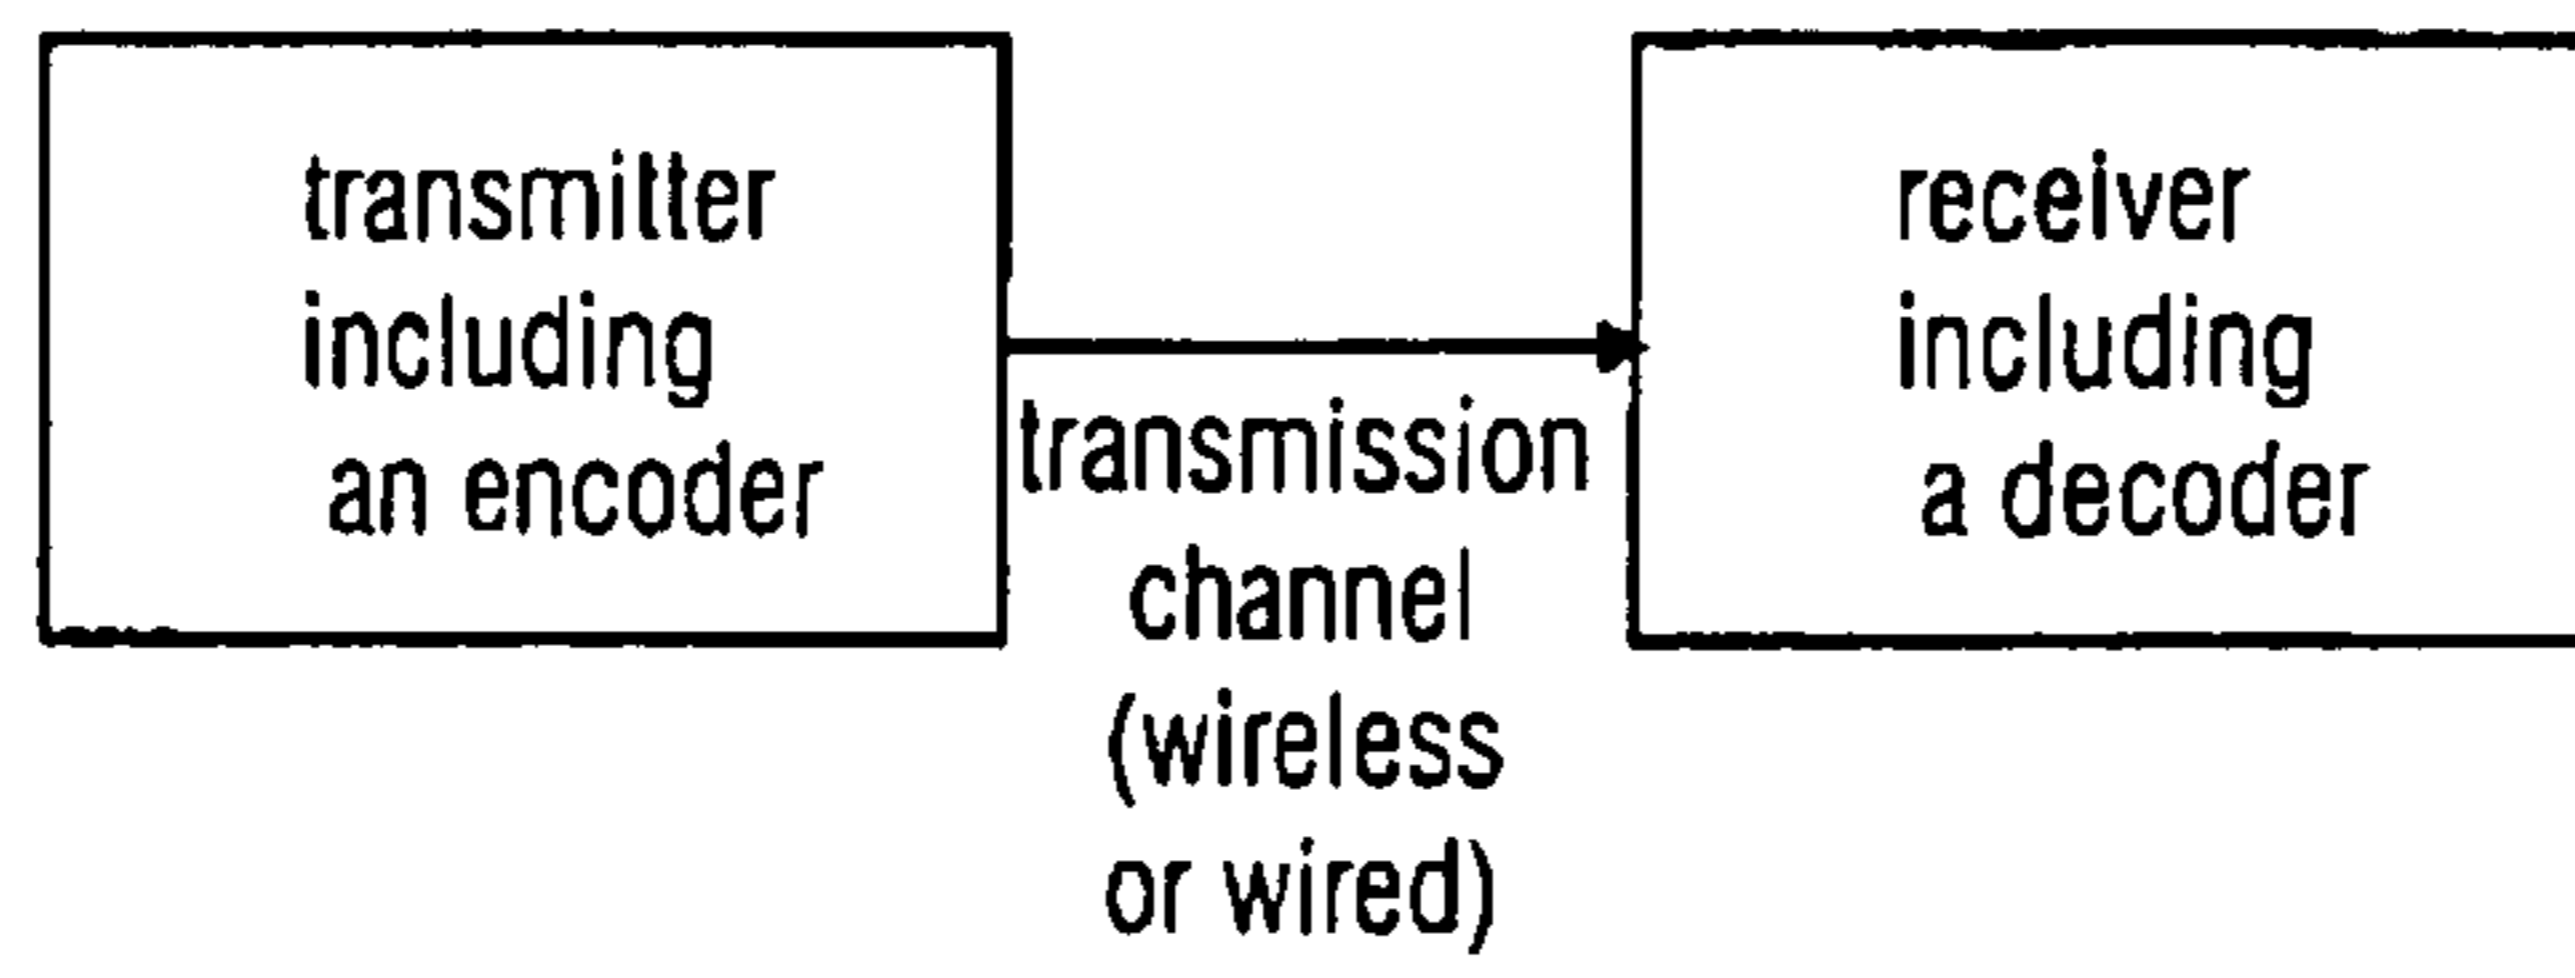 transmitter
including
an encoder
transmission
channel
(wireless
or wired)
receiver
including
a decoder